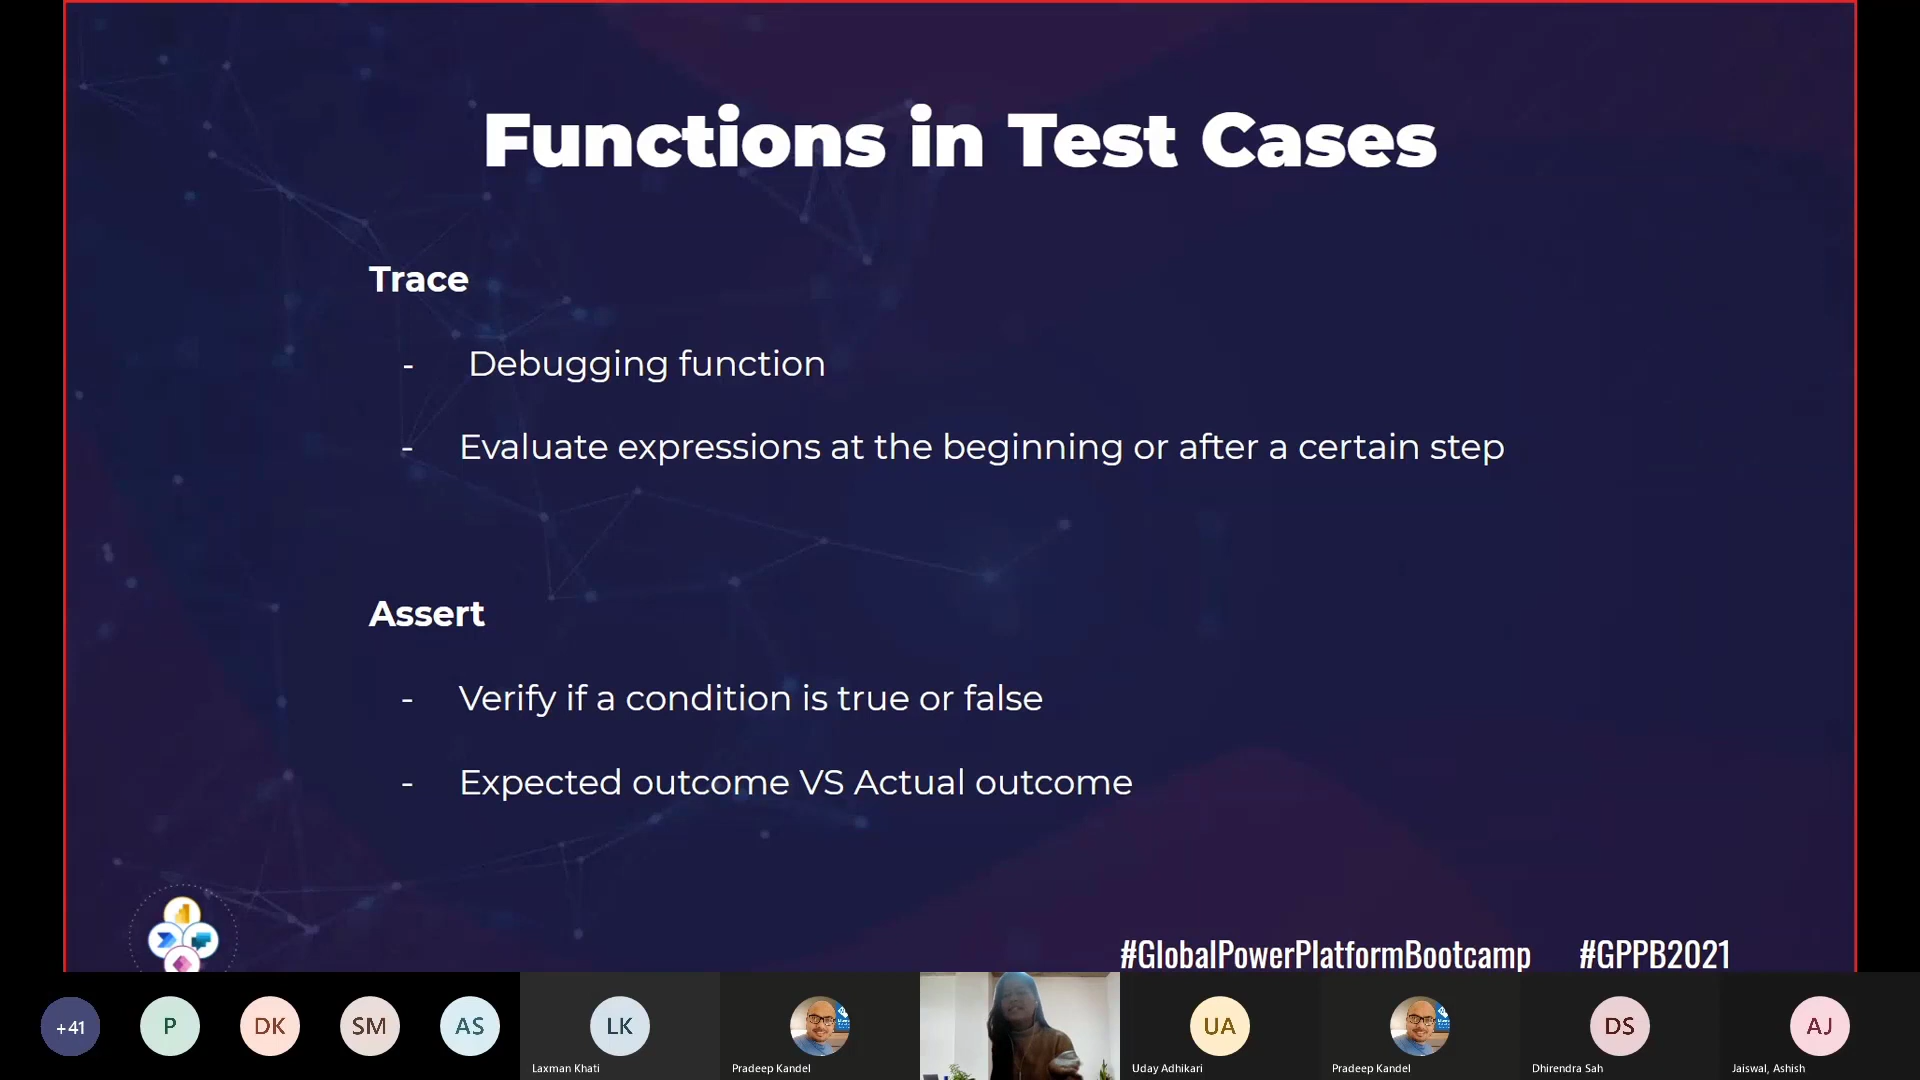 Functions in Test Cases
Trace
- Debugging function
- Evaluate expressions at the beginning or after a certain step
Assert
- Verify if a condition is true or false
- Expected outcome VS Actual outcome
#GlobalPowerPlatformBootcamp #GPPB2021
+41 P DK SM AS LK UA DS AJ
Laxman Khati Pradeep Kandel Uday Adhikari Pradeep Kandel Dhirendra Sah Jaiswal, Ashish